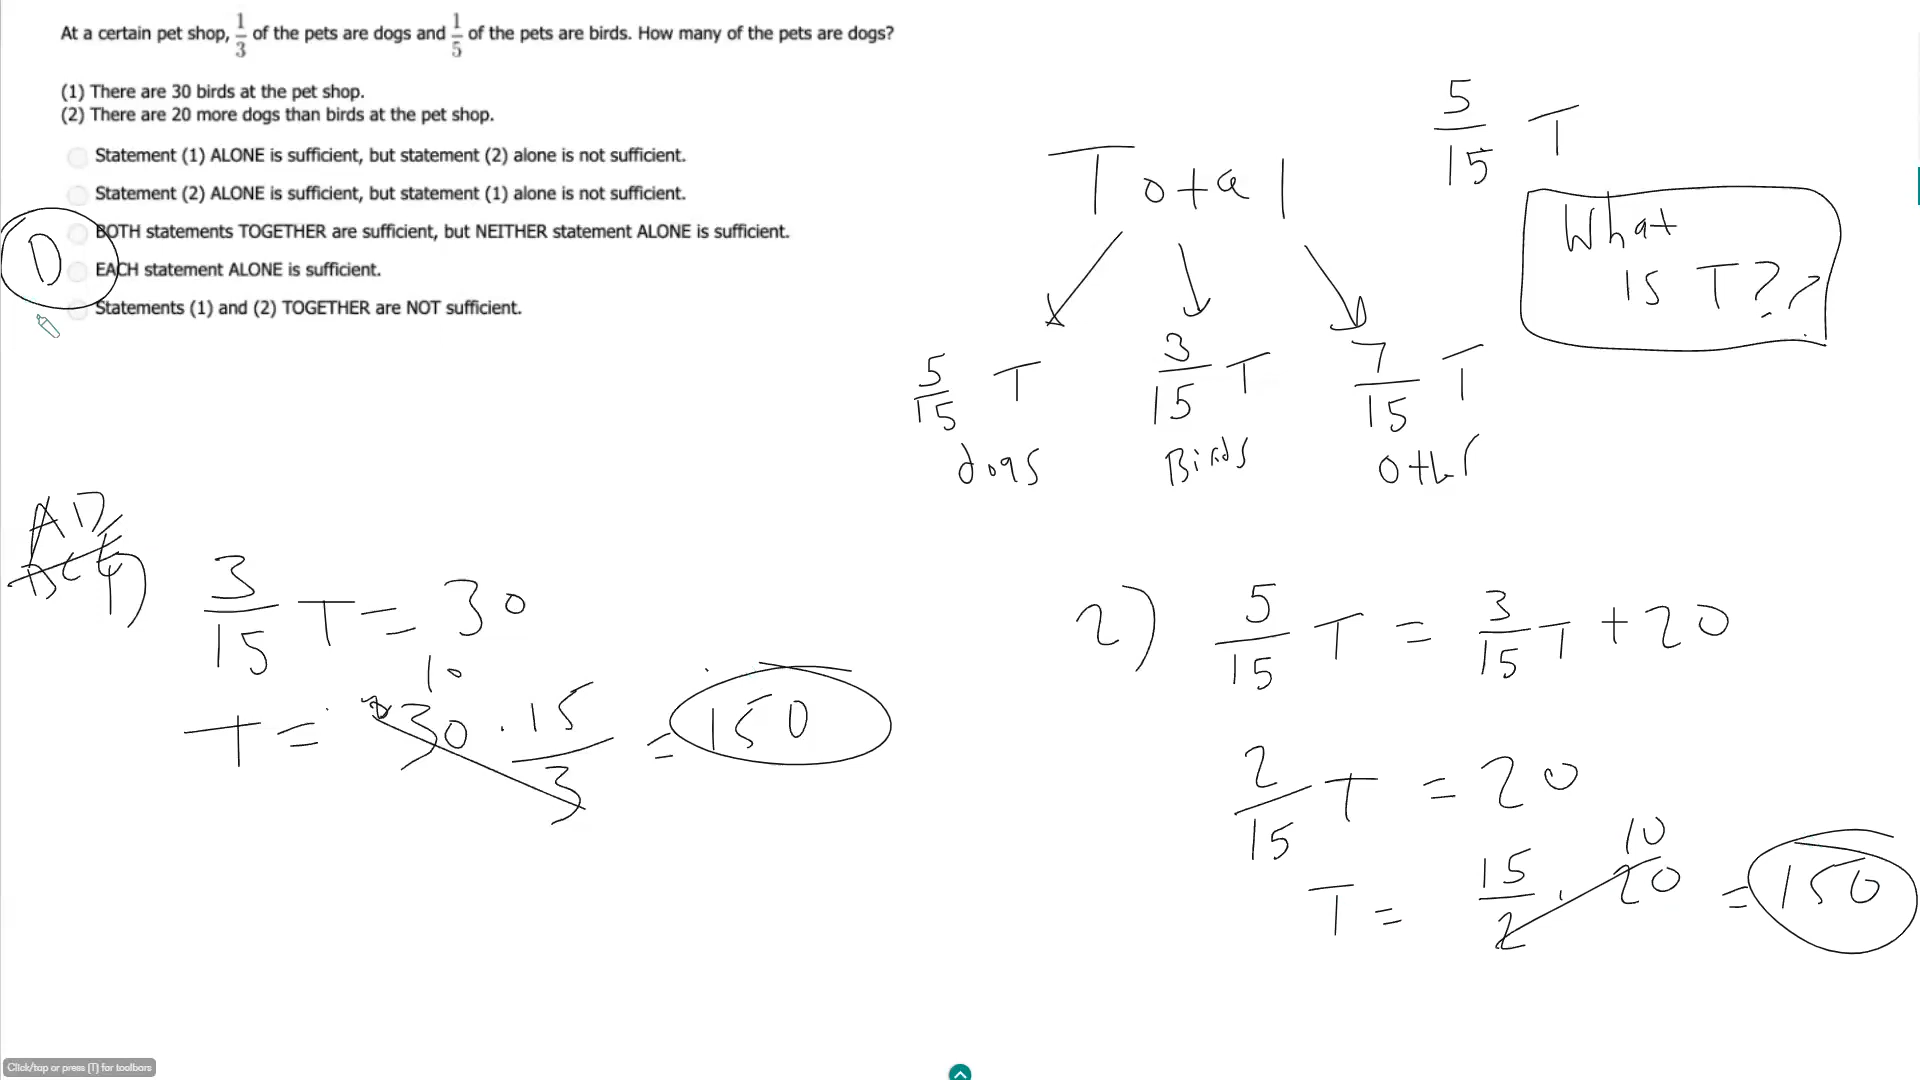 At a certain pet shop, 1/3 of the pets are dogs and 1/5 of the pets are birds. How many of the pets are dogs?
(1) There are 30 birds at the pet shop.
(2) There are 20 more dogs than birds at the pet shop.
Statement (1) ALONE is sufficient, but statement (2) alone is not sufficient.
Statement (2) ALONE is sufficient, but statement (1) alone is not sufficient.
BOTH statements TOGETHER are sufficient, but NEITHER statement ALONE is sufficient.
EACH statement ALONE is sufficient.
Statements (1) and (2) TOGETHER are NOT sufficient.
D
Total
5/15 T
What
is T??
5/15 T
dogs
3/15 T
Birds
7/15 T
Other
AD
BCE
1)
3/15 T = 30
10
T = 30 · 15/3 = 150
2) 5/15 T = 3/15 T + 20
2/15 T = 20
10
T = 15/2 · 20 = 150
Click/tap or press [T] for toolbars